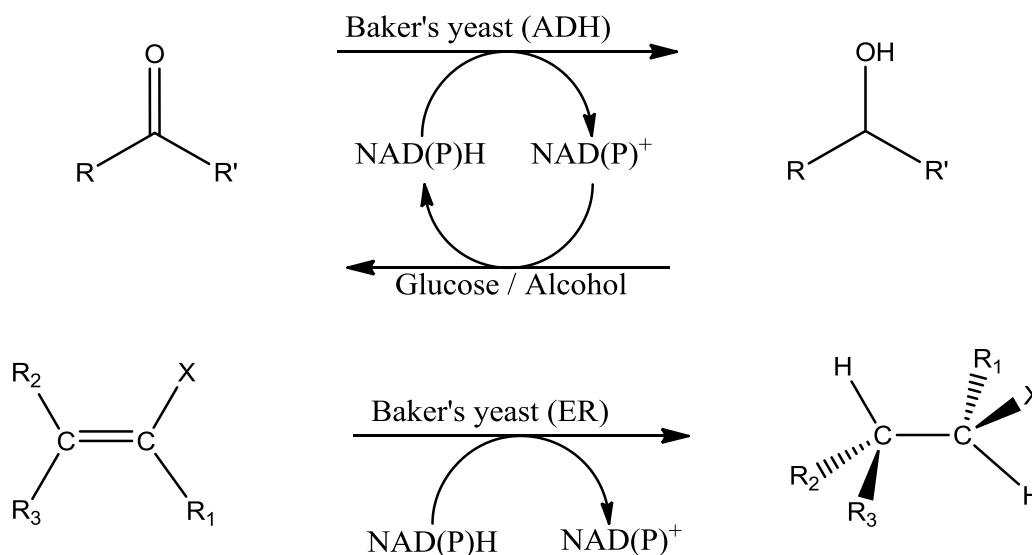 Baker's yeast (ADH)
O
OH
NAD(P)H
NAD(P)+
R
R'
R
R'
Glucose / Alcohol
R2
X
H
R1
X
Baker's yeast (ER)
C
C
C
C
R2
R3
R1
R3
H
NAD(P)H
NAD(P)+